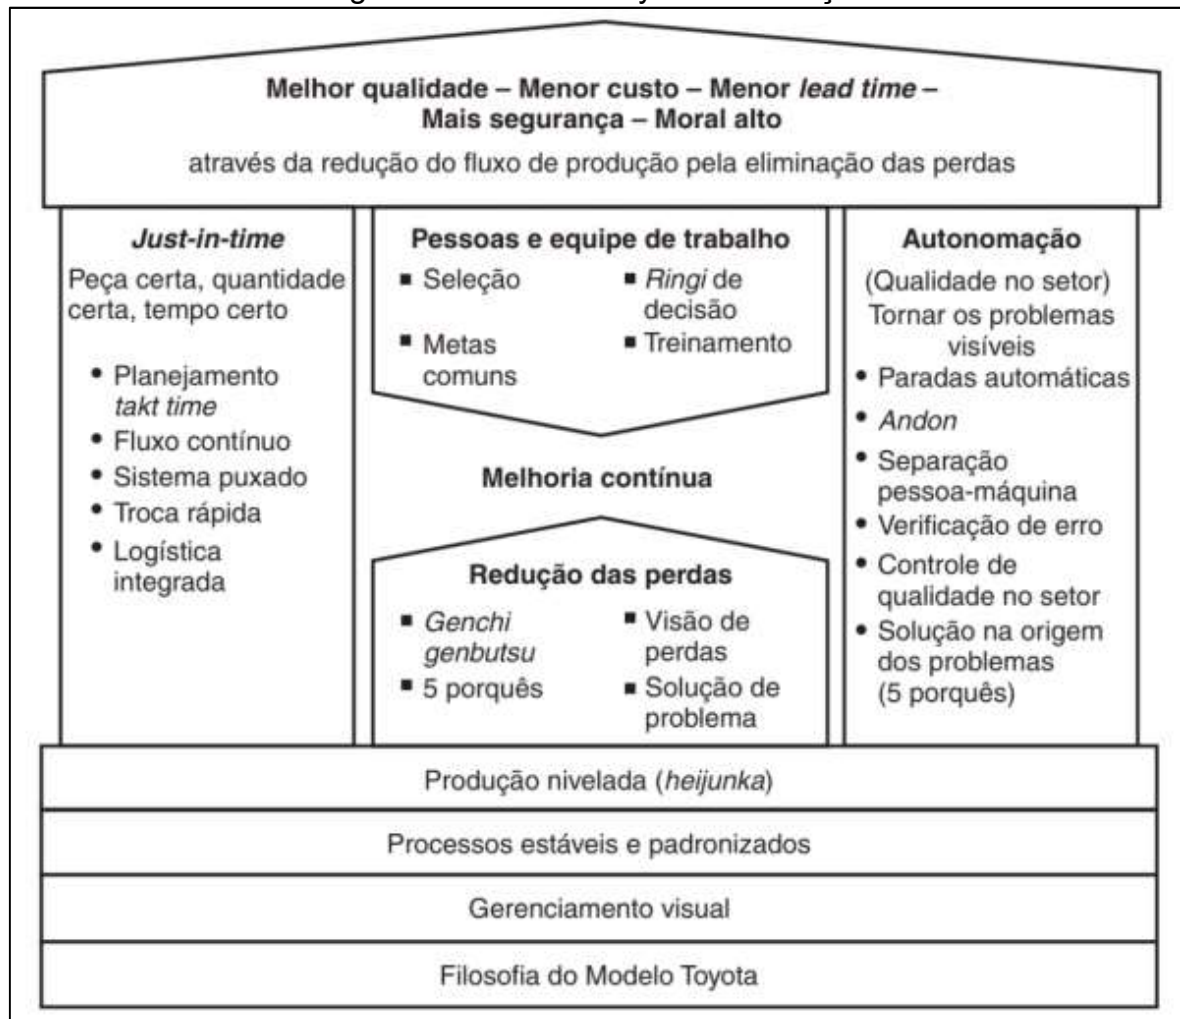 Melhor qualidade – Menor custo – Menor lead time –
Mais segurança – Moral alto
através da redução do fluxo de produção pela eliminação das perdas
Just-in-time
Peça certa, quantidade
certa, tempo certo
• Planejamento
takt time
• Fluxo contínuo
• Sistema puxado
• Troca rápida
• Logística
integrada
Pessoas e equipe de trabalho
▪ Seleção
▪ Ringi de
decisão
▪ Metas
comuns
▪ Treinamento
Melhoria contínua
Redução das perdas
▪ Genchi
genbutsu
▪ Visão de
perdas
▪ 5 porquês
▪ Solução de
problema
Autonomação
(Qualidade no setor)
Tornar os problemas
visíveis
• Paradas automáticas
• Andon
• Separação
pessoa-máquina
• Verificação de erro
• Controle de
qualidade no setor
• Solução na origem
dos problemas
(5 porquês)
Produção nivelada (heijunka)
Processos estáveis e padronizados
Gerenciamento visual
Filosofia do Modelo Toyota